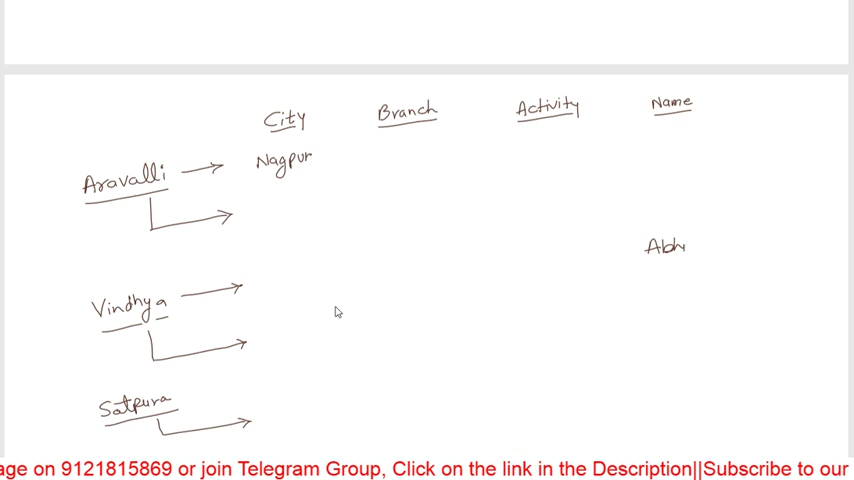 City Branch Activity Name
Aravalli Nagpur
Abh
Vindhya
Satpura
age on 9121815869 or join Telegram Group, Click on the link in the Description||Subscribe to our